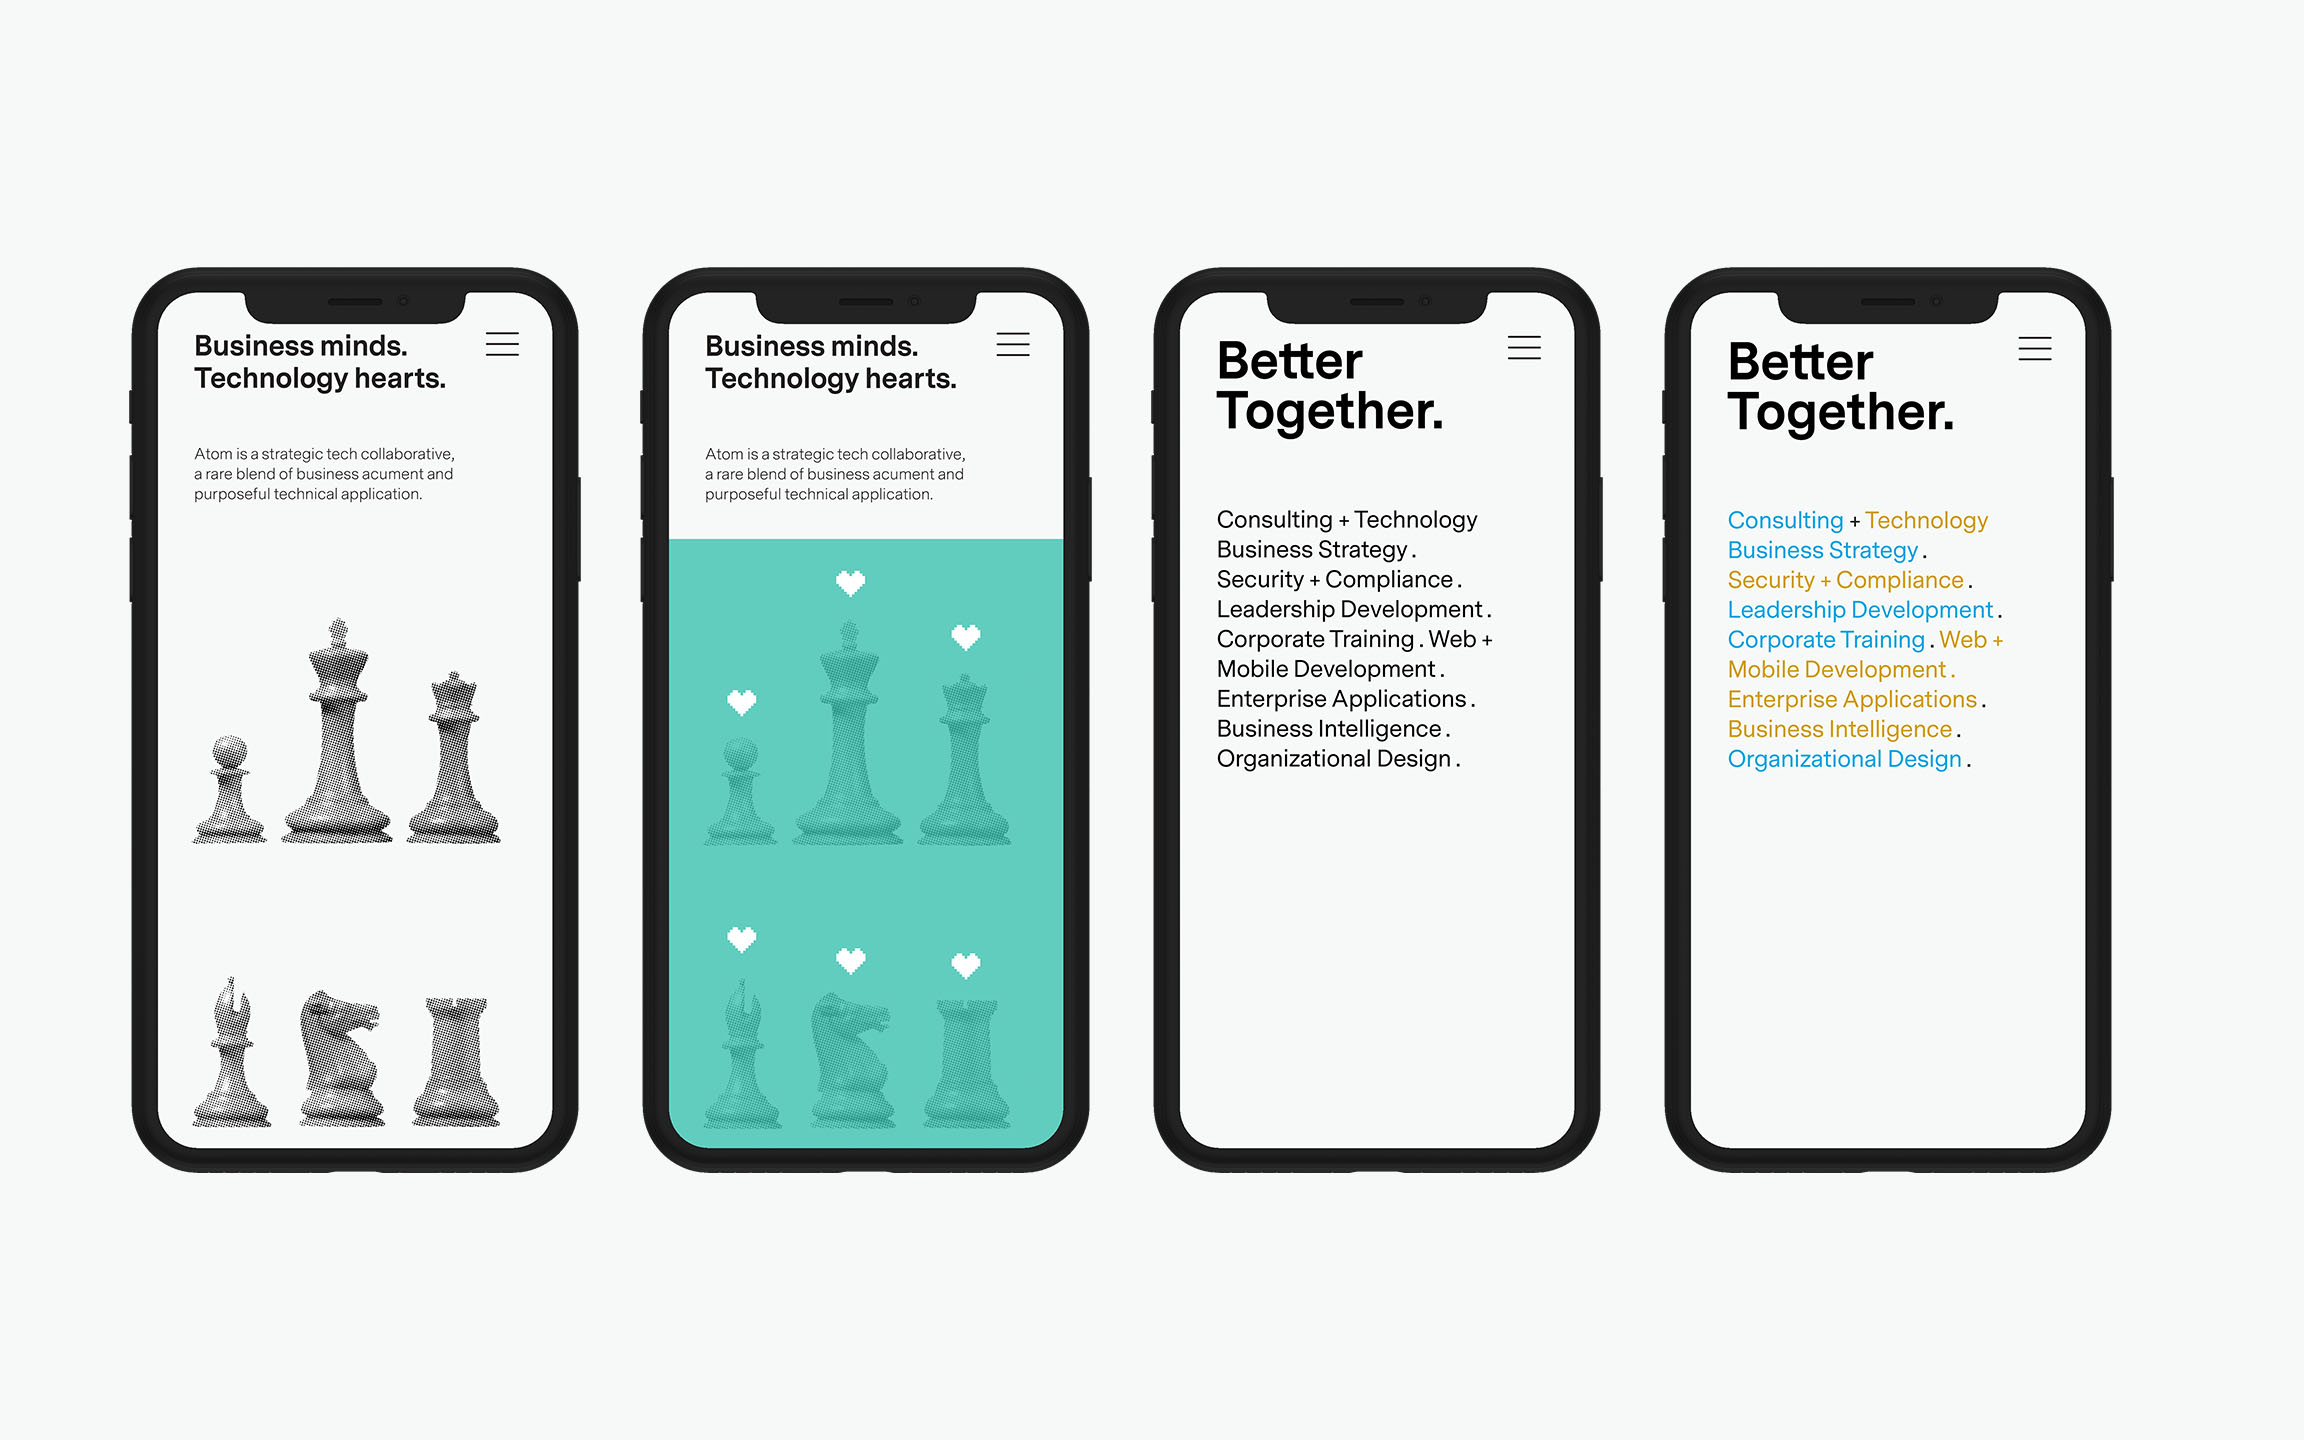 Business minds.
Technology hearts.
Atom is a strategic tech collaborative,
a rare blend of business acument and
purposeful technical application.
Business minds.
Technology hearts.
Atom is a strategic tech collaborative,
a rare blend of business acument and
purposeful technical application.
Better
Together.
Consulting + Technology
Business Strategy .
Security + Compliance .
Leadership Development .
Corporate Training . Web +
Mobile Development .
Enterprise Applications .
Business Intelligence .
Organizational Design .
Better
Together.
Consulting + Technology
Business Strategy .
Security + Compliance .
Leadership Development .
Corporate Training . Web +
Mobile Development .
Enterprise Applications .
Business Intelligence .
Organizational Design .